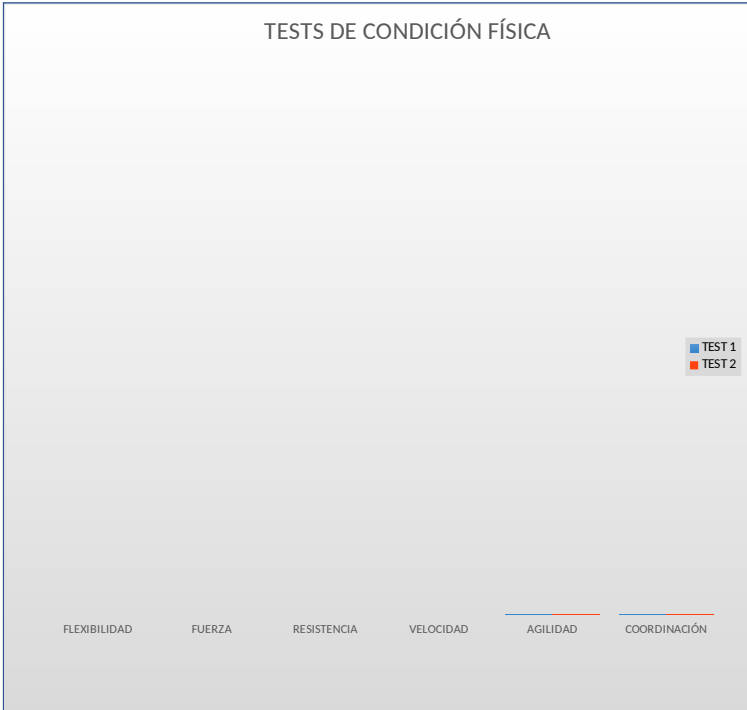 TESTS DE CONDICIÓN FÍSICA
TEST 1
TEST 2
FLEXIBILIDAD FUERZA RESISTENCIA VELOCIDAD AGILIDAD COORDINACIÓN